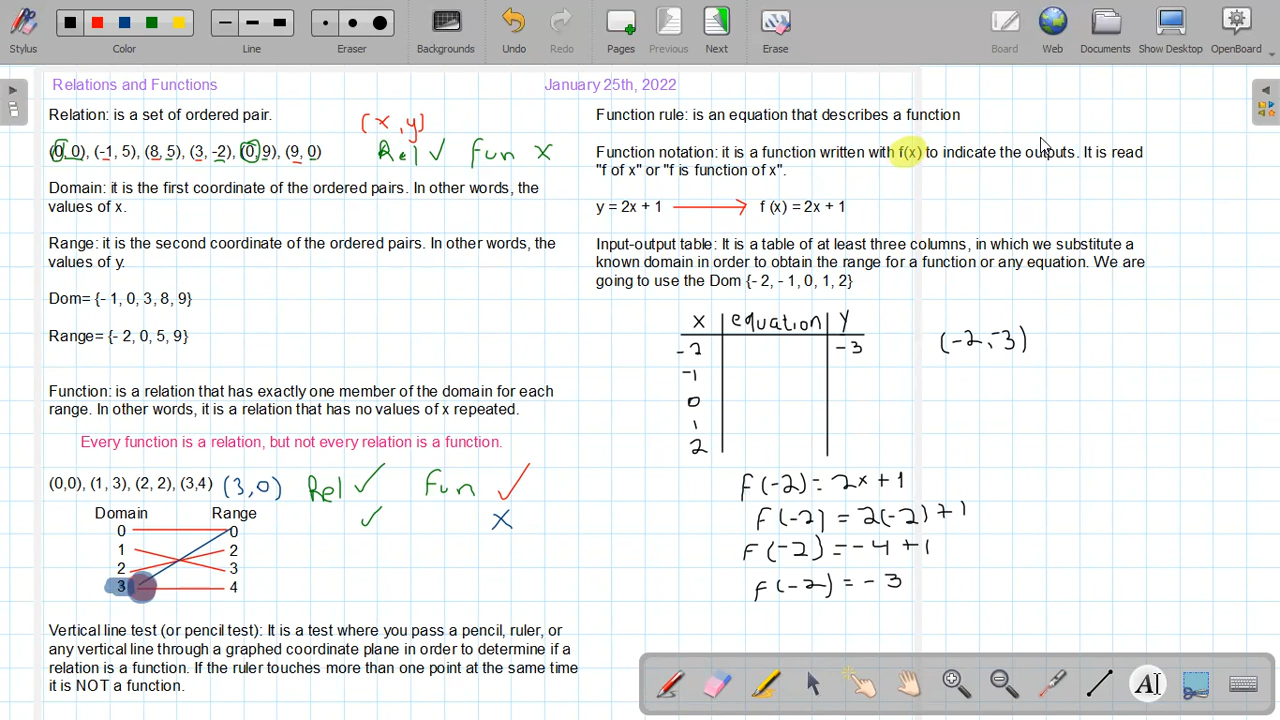 Stylus
Color
Line
Eraser
Backgrounds
Undo
Redo
Pages
Previous
Next
Erase
Board
Web
Documents
Show Desktop
OpenBoard
Relations and Functions
January 25th, 2022
Relation: is a set of ordered pair.
(x, y)
(0, 0), (-1, 5), (8, 5), (3, -2), (0, 9), (9, 0)
Rel ✓ Fun x
Domain: it is the first coordinate of the ordered pairs. In other words, the
values of x.
Range: it is the second coordinate of the ordered pairs. In other words, the
values of y.
Dom= {- 1, 0, 3, 8, 9}
Range= {- 2, 0, 5, 9}
Function: is a relation that has exactly one member of the domain for each
range. In other words, it is a relation that has no values of x repeated.
Every function is a relation, but not every relation is a function.
(0,0), (1, 3), (2, 2), (3,4) (3,0) Rel ✓ Fun ✓
✓ X
Domain Range
0 0
1 2
2 3
3 4
Vertical line test (or pencil test): It is a test where you pass a pencil, ruler, or
any vertical line through a graphed coordinate plane in order to determine if a
relation is a function. If the ruler touches more than one point at the same time
it is NOT a function.
Function rule: is an equation that describes a function
Function notation: it is a function written with f(x) to indicate the outputs. It is read
"f of x" or "f is function of x".
y = 2x + 1 → f (x) = 2x + 1
Input-output table: It is a table of at least three columns, in which we substitute a
known domain in order to obtain the range for a function or any equation. We are
going to use the Dom {- 2, - 1, 0, 1, 2}
x equation y
-2 -3 (-2,-3)
-1
0
1
2
F(-2) = 2x + 1
F(-2) = 2(-2) + 1
F(-2) = -4 + 1
F(-2) = -3